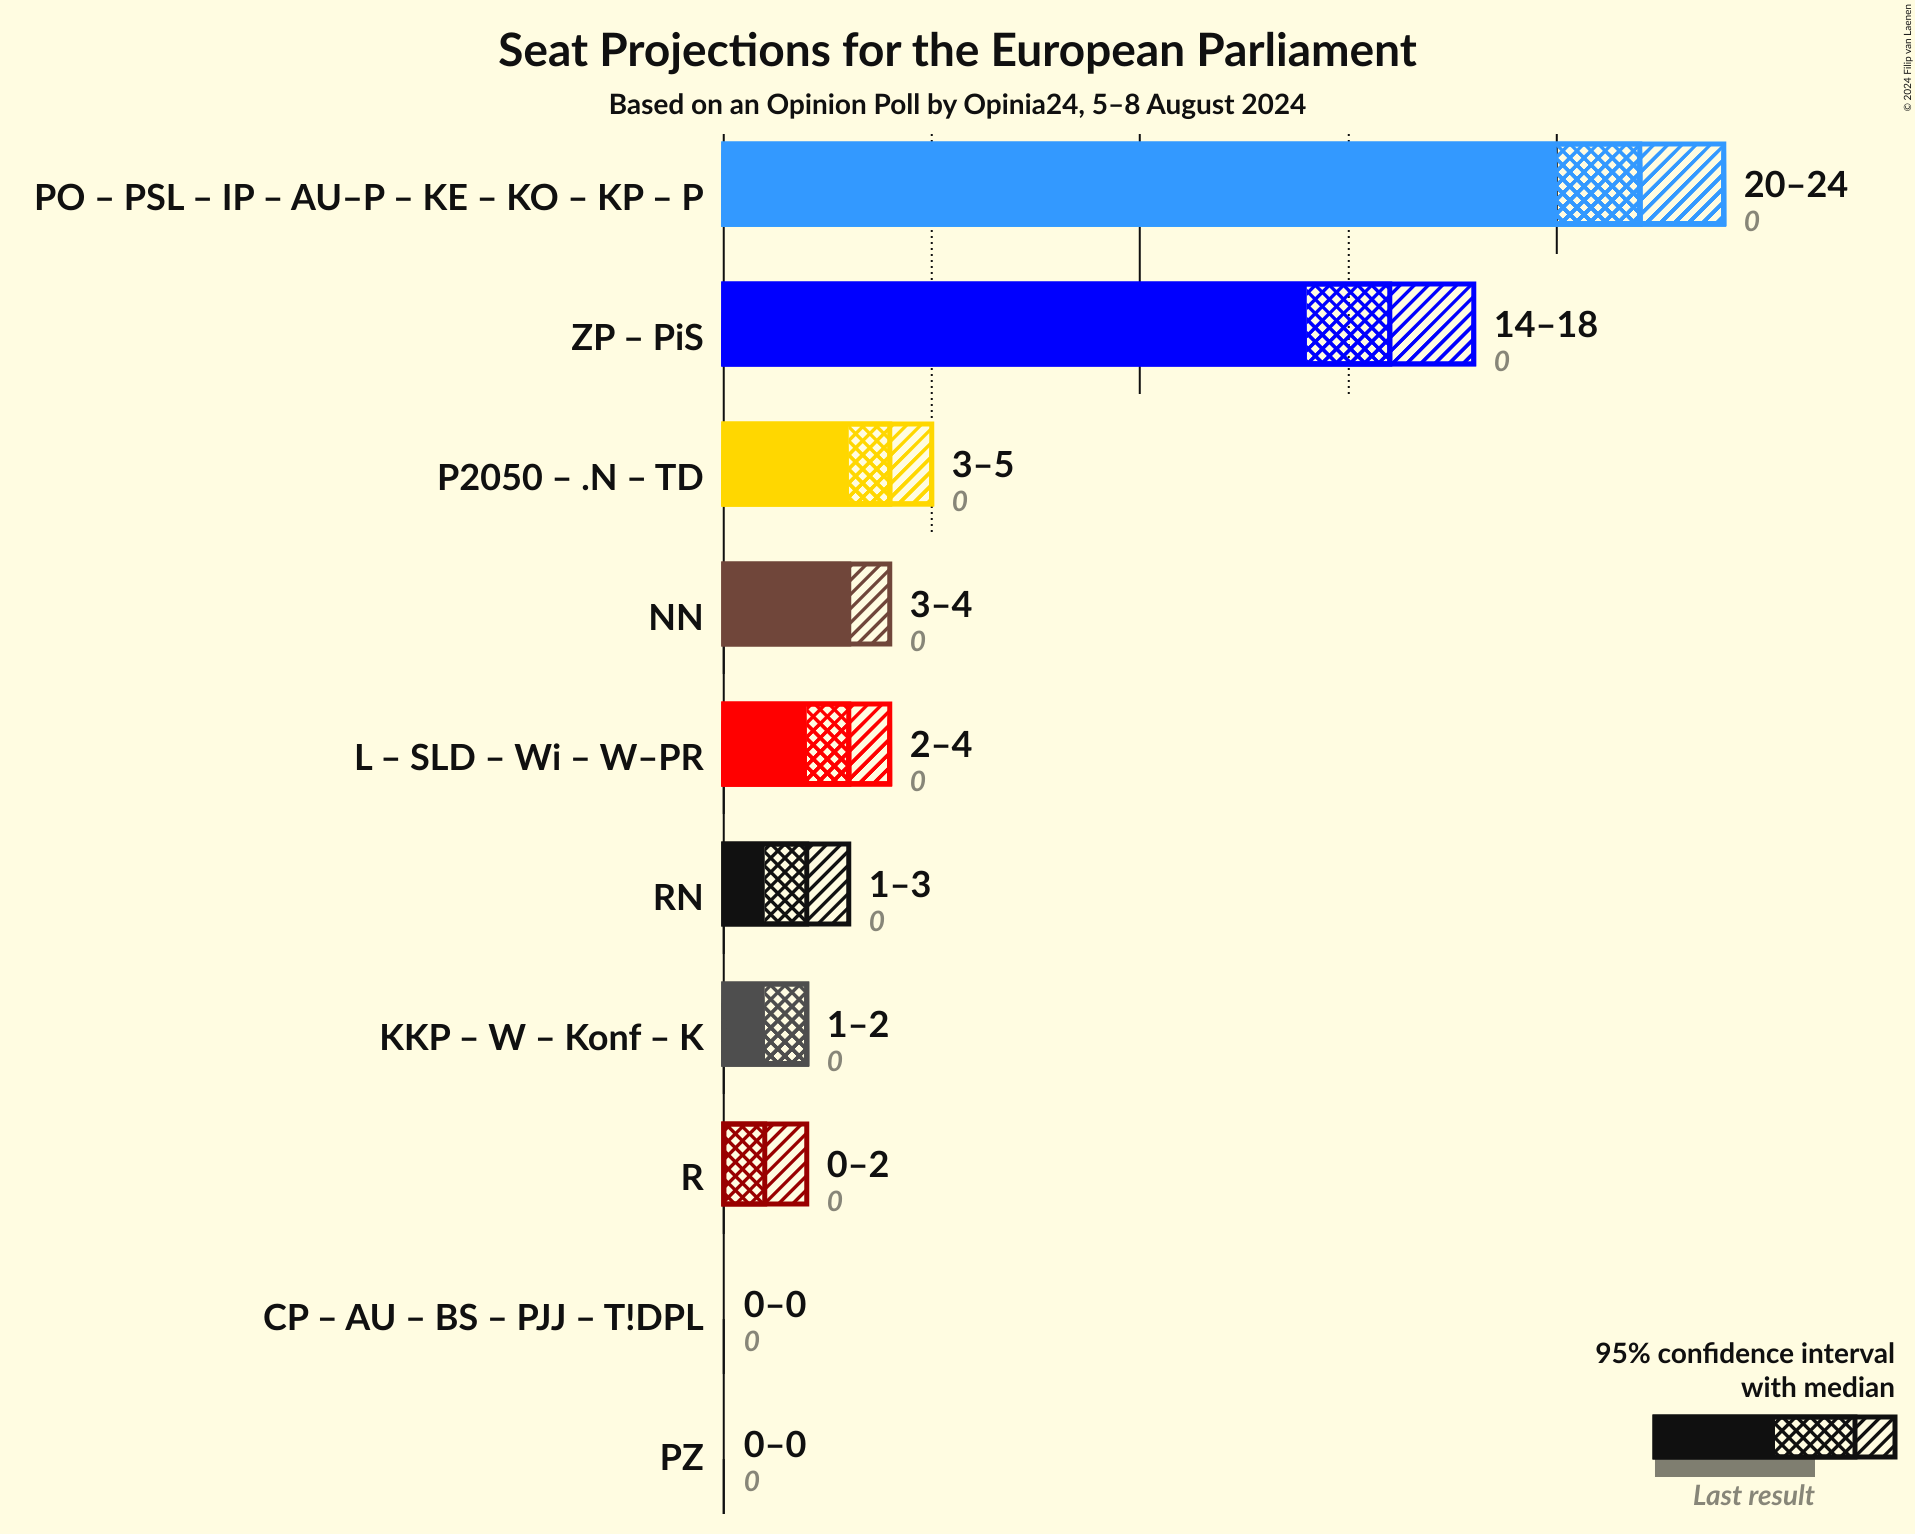 Seat Projections for the European Parliament
Based on an Opinion Poll by Opinia24, 5–8 August 2024
© 2024 Filip van Laenen
PO – PSL – IP – AU–P – KE – KO – KP – P
20–24
0
ZP – PiS
14–18
0
P2050 – .N – TD
3–5
0
NN
3–4
0
L – SLD – Wi – W–PR
2–4
0
RN
1–3
0
KKP – W – Konf – K
1–2
0
R
0–2
0
CP – AU – BS – PJJ – T!DPL
0–0
0
PZ
0–0
0
95% confidence interval
with median
Last result